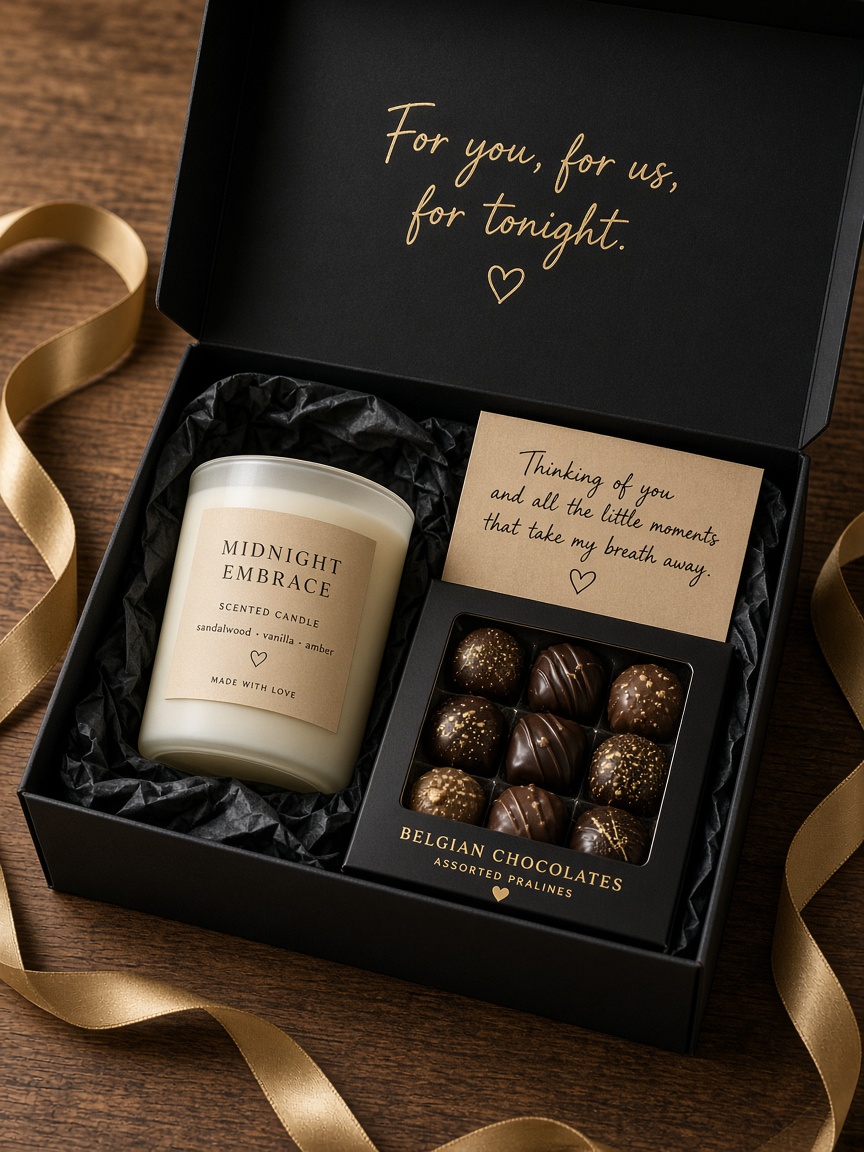 For you, for us,
for tonight.
Thinking of you
and all the little moments
that take my breath away.
MIDNIGHT
EMBRACE
SCENTED CANDLE
sandalwood · vanilla · amber
MADE WITH LOVE
BELGIAN CHOCOLATES
ASSORTED PRALINES